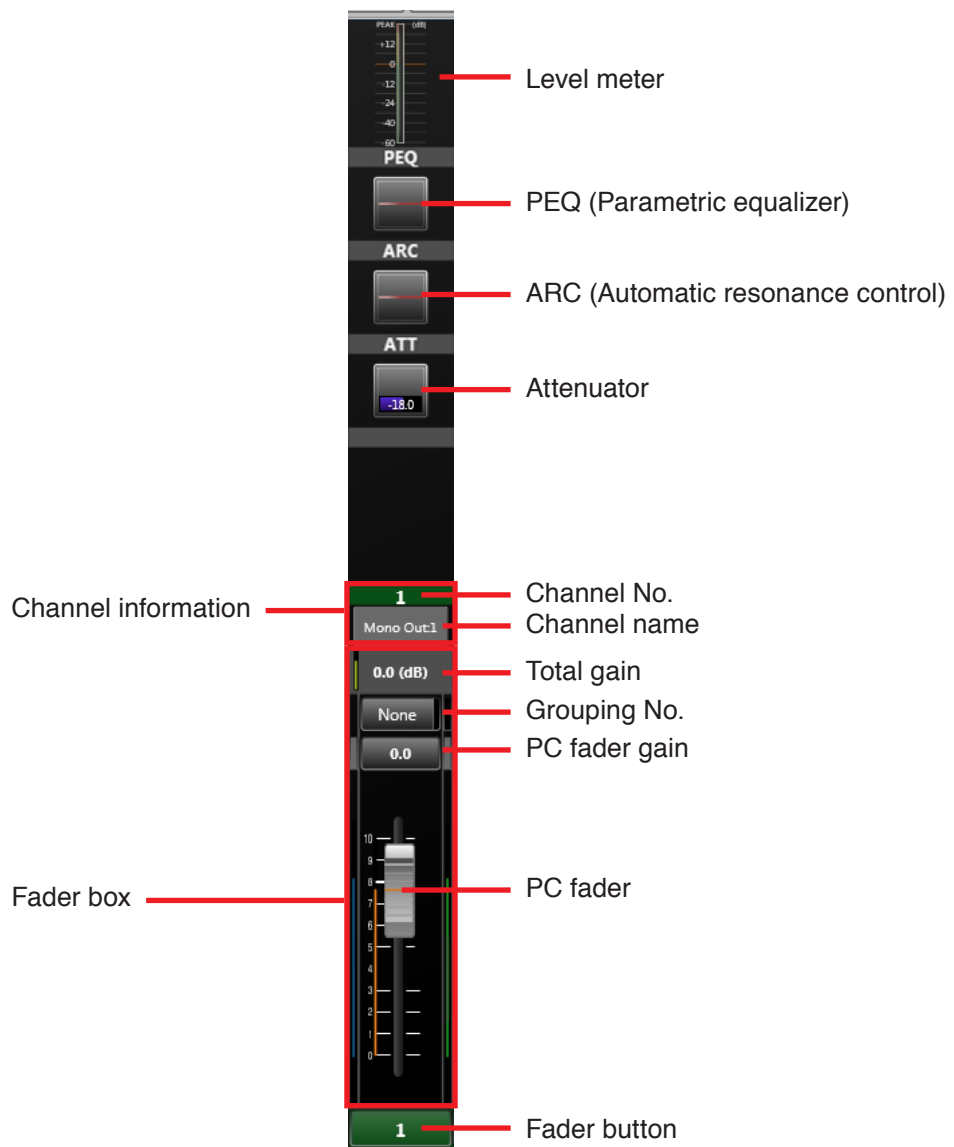 PEAK (dB)
+12
0
-12
-24
-40
-60
Level meter
PEQ
PEQ (Parametric equalizer)
ARC
ARC (Automatic resonance control)
ATT
-18.0
Attenuator
Channel information
1
Channel No.
Mono Out:1
Channel name
0.0 (dB)
Total gain
None
Grouping No.
0.0
PC fader gain
Fader box
10
9
8
7
6
5
4
3
2
1
0
PC fader
1
Fader button